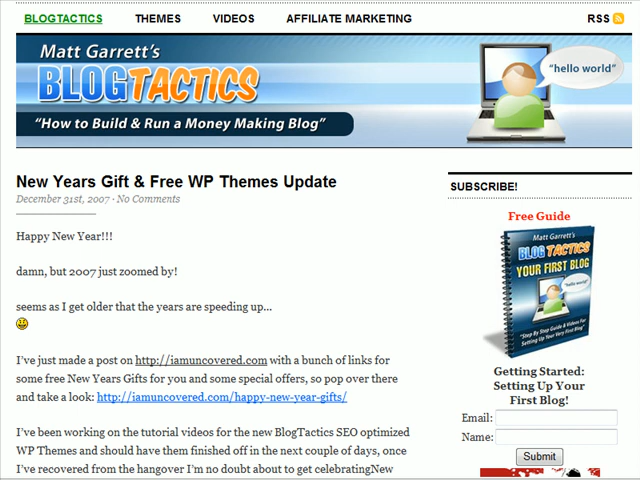 BLOGTACTICS THEMES VIDEOS AFFILIATE MARKETING RSS
Matt Garrett's
BLOGTACTICS
"How to Build & Run a Money Making Blog"
"hello world"
New Years Gift & Free WP Themes Update
December 31st, 2007 · No Comments
Happy New Year!!!
damn, but 2007 just zoomed by!
seems as I get older that the years are speeding up...
I've just made a post on http://iamuncovered.com with a bunch of links for
some free New Years Gifts for you and some special offers, so pop over there
and take a look: http://iamuncovered.com/happy-new-year-gifts/
I've been working on the tutorial videos for the new BlogTactics SEO optimized
WP Themes and should have them finished off in the next couple of days, once
I've recovered from the hangover I'm no doubt about to get celebratingNew
SUBSCRIBE!
Free Guide
Matt Garrett's
BLOG TACTICS
YOUR FIRST BLOG
"hello world"
"Step By Step Guide & Videos For
Setting Up Your Very First Blog"
Getting Started:
Setting Up Your
First Blog!
Email:
Name:
Submit